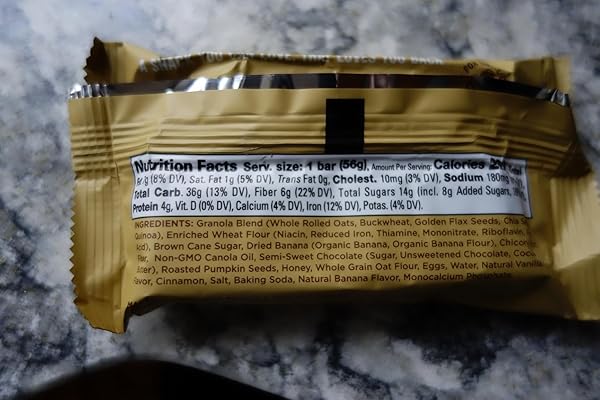 Nutrition Facts Serv. size: 1 bar (56g), Amount Per Serving: Calories
(8% DV), Sat. Fat 1g (5% DV), Trans Fat 0g, Cholest. 10mg (3% DV), Sodium 180mg
Total Carb. 36g (13% DV), Fiber 6g (22% DV), Total Sugars 14g (incl. 8g Added Sugars,
Protein 4g, Vit. D (0% DV), Calcium (4% DV), Iron (12% DV), Potas. (4% DV).
INGREDIENTS: Granola Blend (Whole Rolled Oats, Buckwheat, Golden Flax Seeds, Chia
Quinoa), Enriched Wheat Flour (Niacin, Reduced Iron, Thiamine, Mononitrate, Riboflavin,
Acid), Brown Cane Sugar, Dried Banana (Organic Banana, Organic Banana Flour),
Non-GMO Canola Oil, Semi-Sweet Chocolate (Sugar, Unsweetened Chocolate,
Roasted Pumpkin Seeds, Honey, Whole Grain Oat Flour, Eggs, Water, Natural Vanilla
Flavor, Cinnamon, Salt, Baking Soda, Natural Banana Flavor, Monocalcium Phosphate